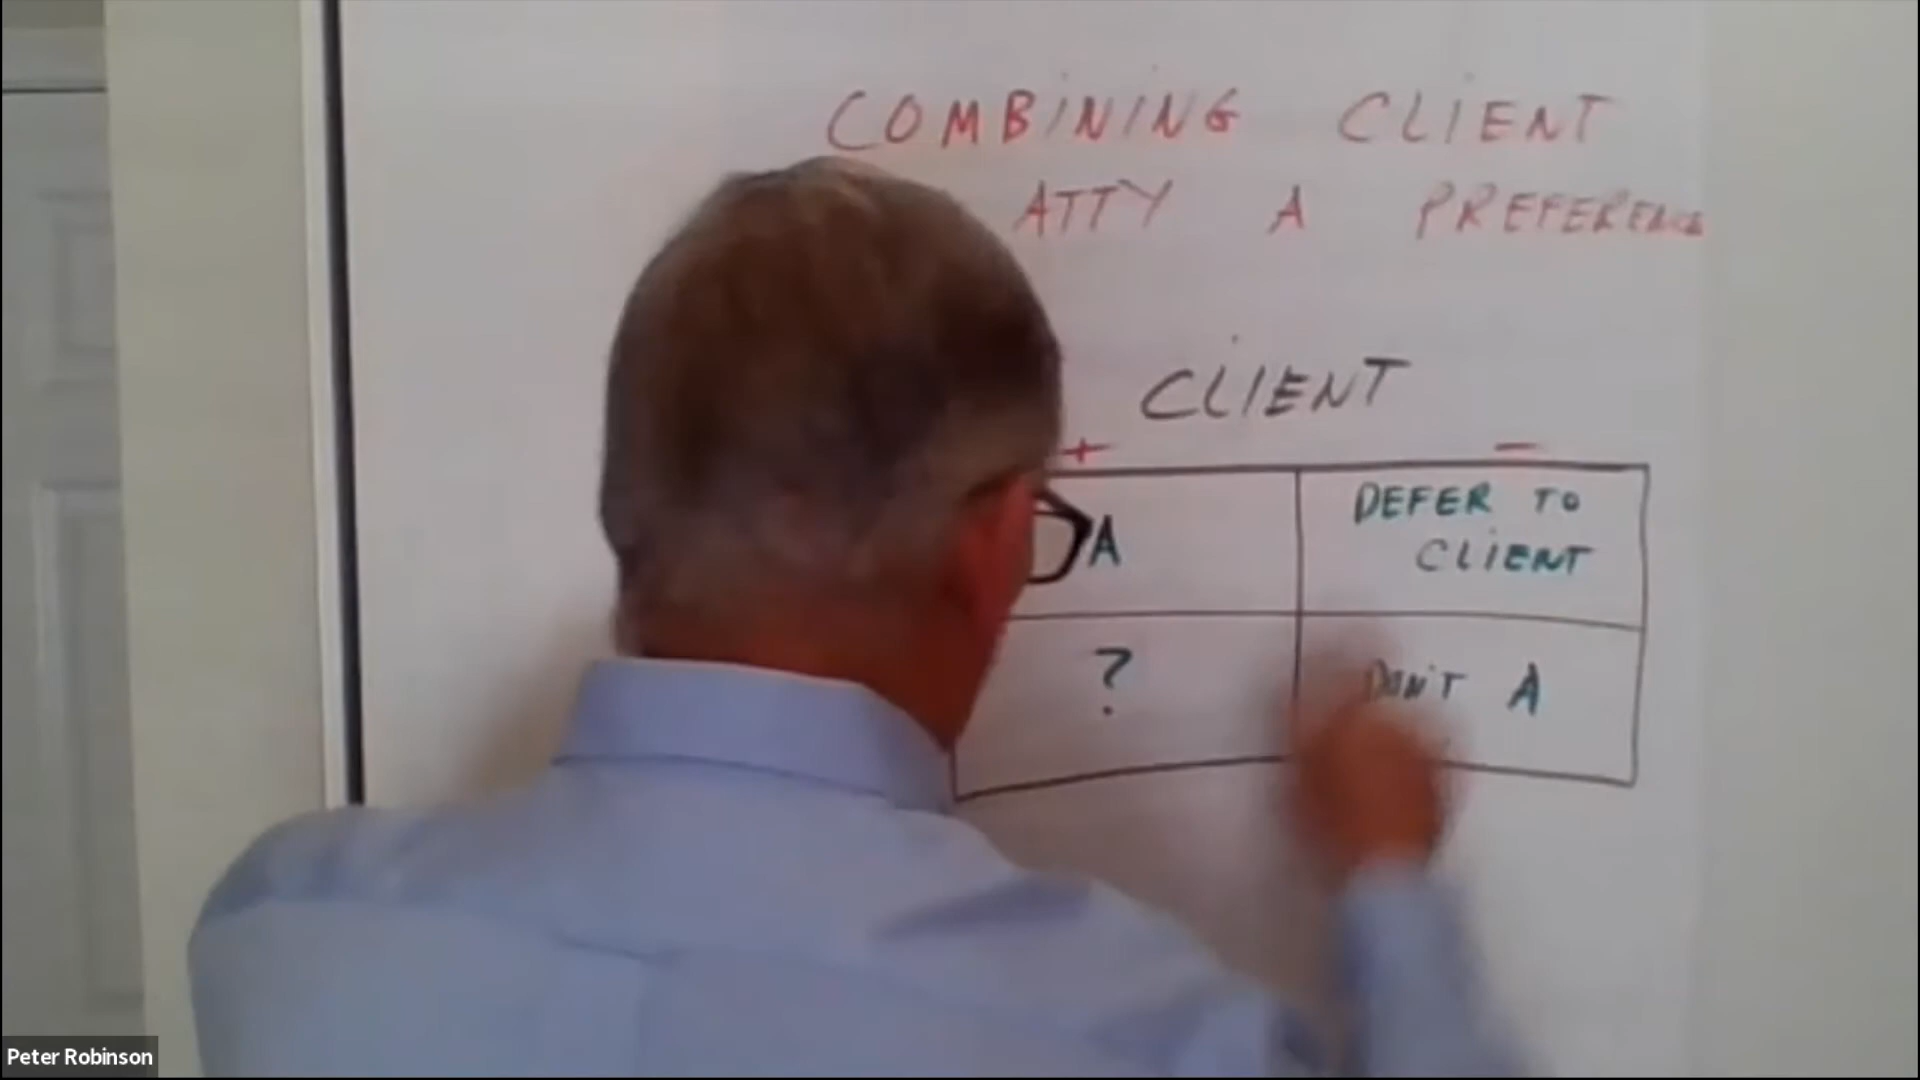 COMBINING CLIENT
ATTY A PREFERENCE
CLIENT
+ -
A DEFER TO
CLIENT
? DON'T A
Peter Robinson